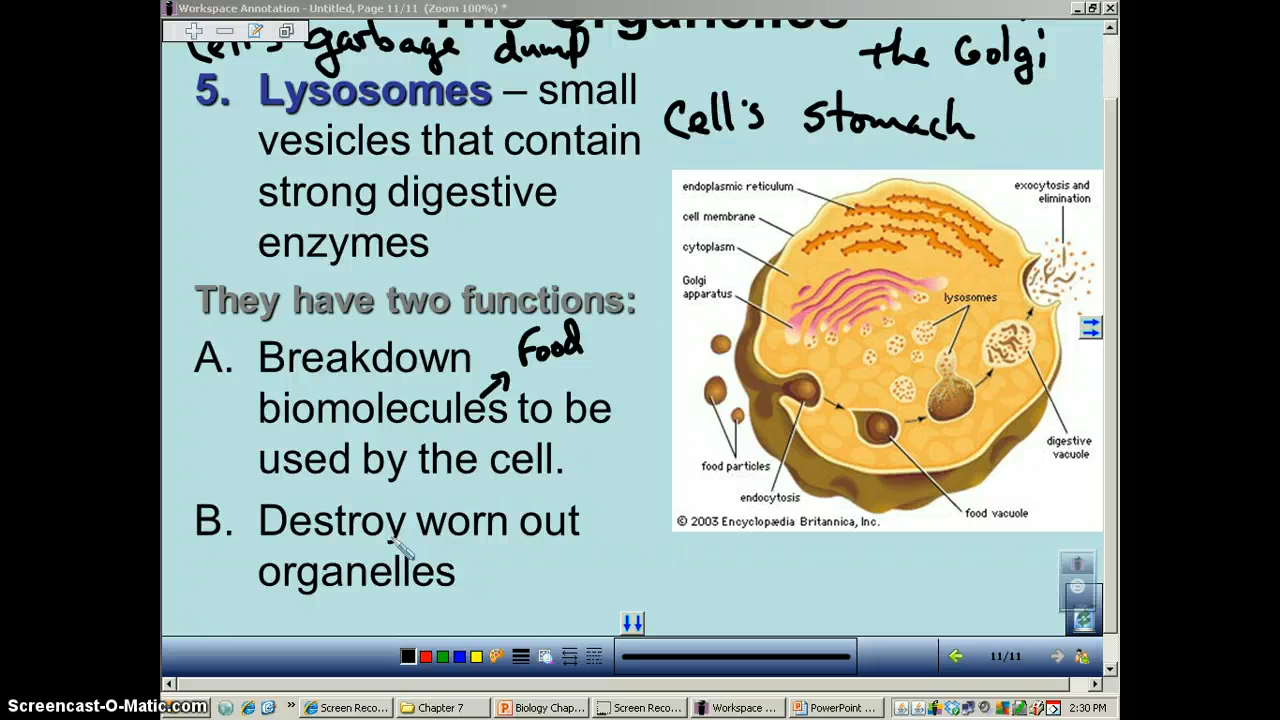 Workspace Annotation - Untitled, Page 11/11 (Zoom 100%) *
The Organelles
Cell's garbage dump
the Golgi
5. Lysosomes – small
vesicles that contain
strong digestive
enzymes
cell's stomach
They have two functions:
A. Breakdown
food
biomolecules to be
used by the cell.
B. Destroy worn out
organelles
endoplasmic reticulum
cell membrane
cytoplasm
Golgi
apparatus
exocytosis and
elimination
lysosomes
food particles
endocytosis
food vacuole
digestive
vacuole
© 2003 Encyclopædia Britannica, Inc.
11/11
Screencast-O-Matic.com
Screen Reco...
Chapter 7
Biology Chap...
Screen Reco...
Workspace ...
PowerPoint ...
2:30 PM